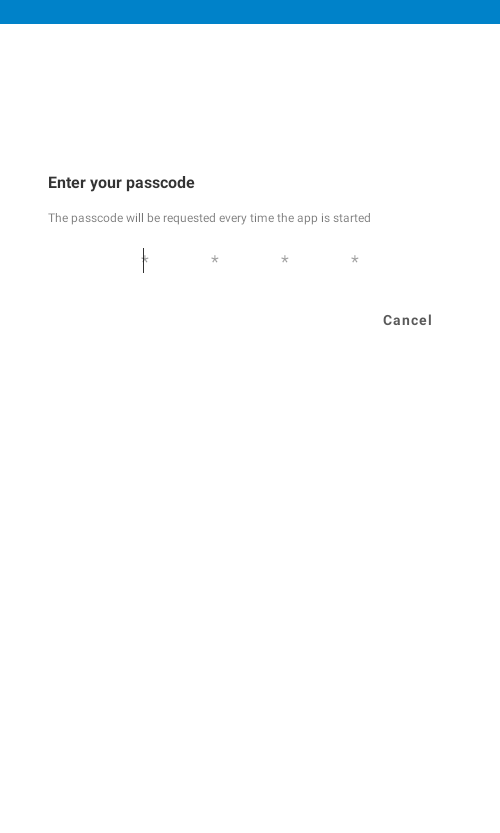 Enter your passcode
The passcode will be requested every time the app is started
* * * *
Cancel